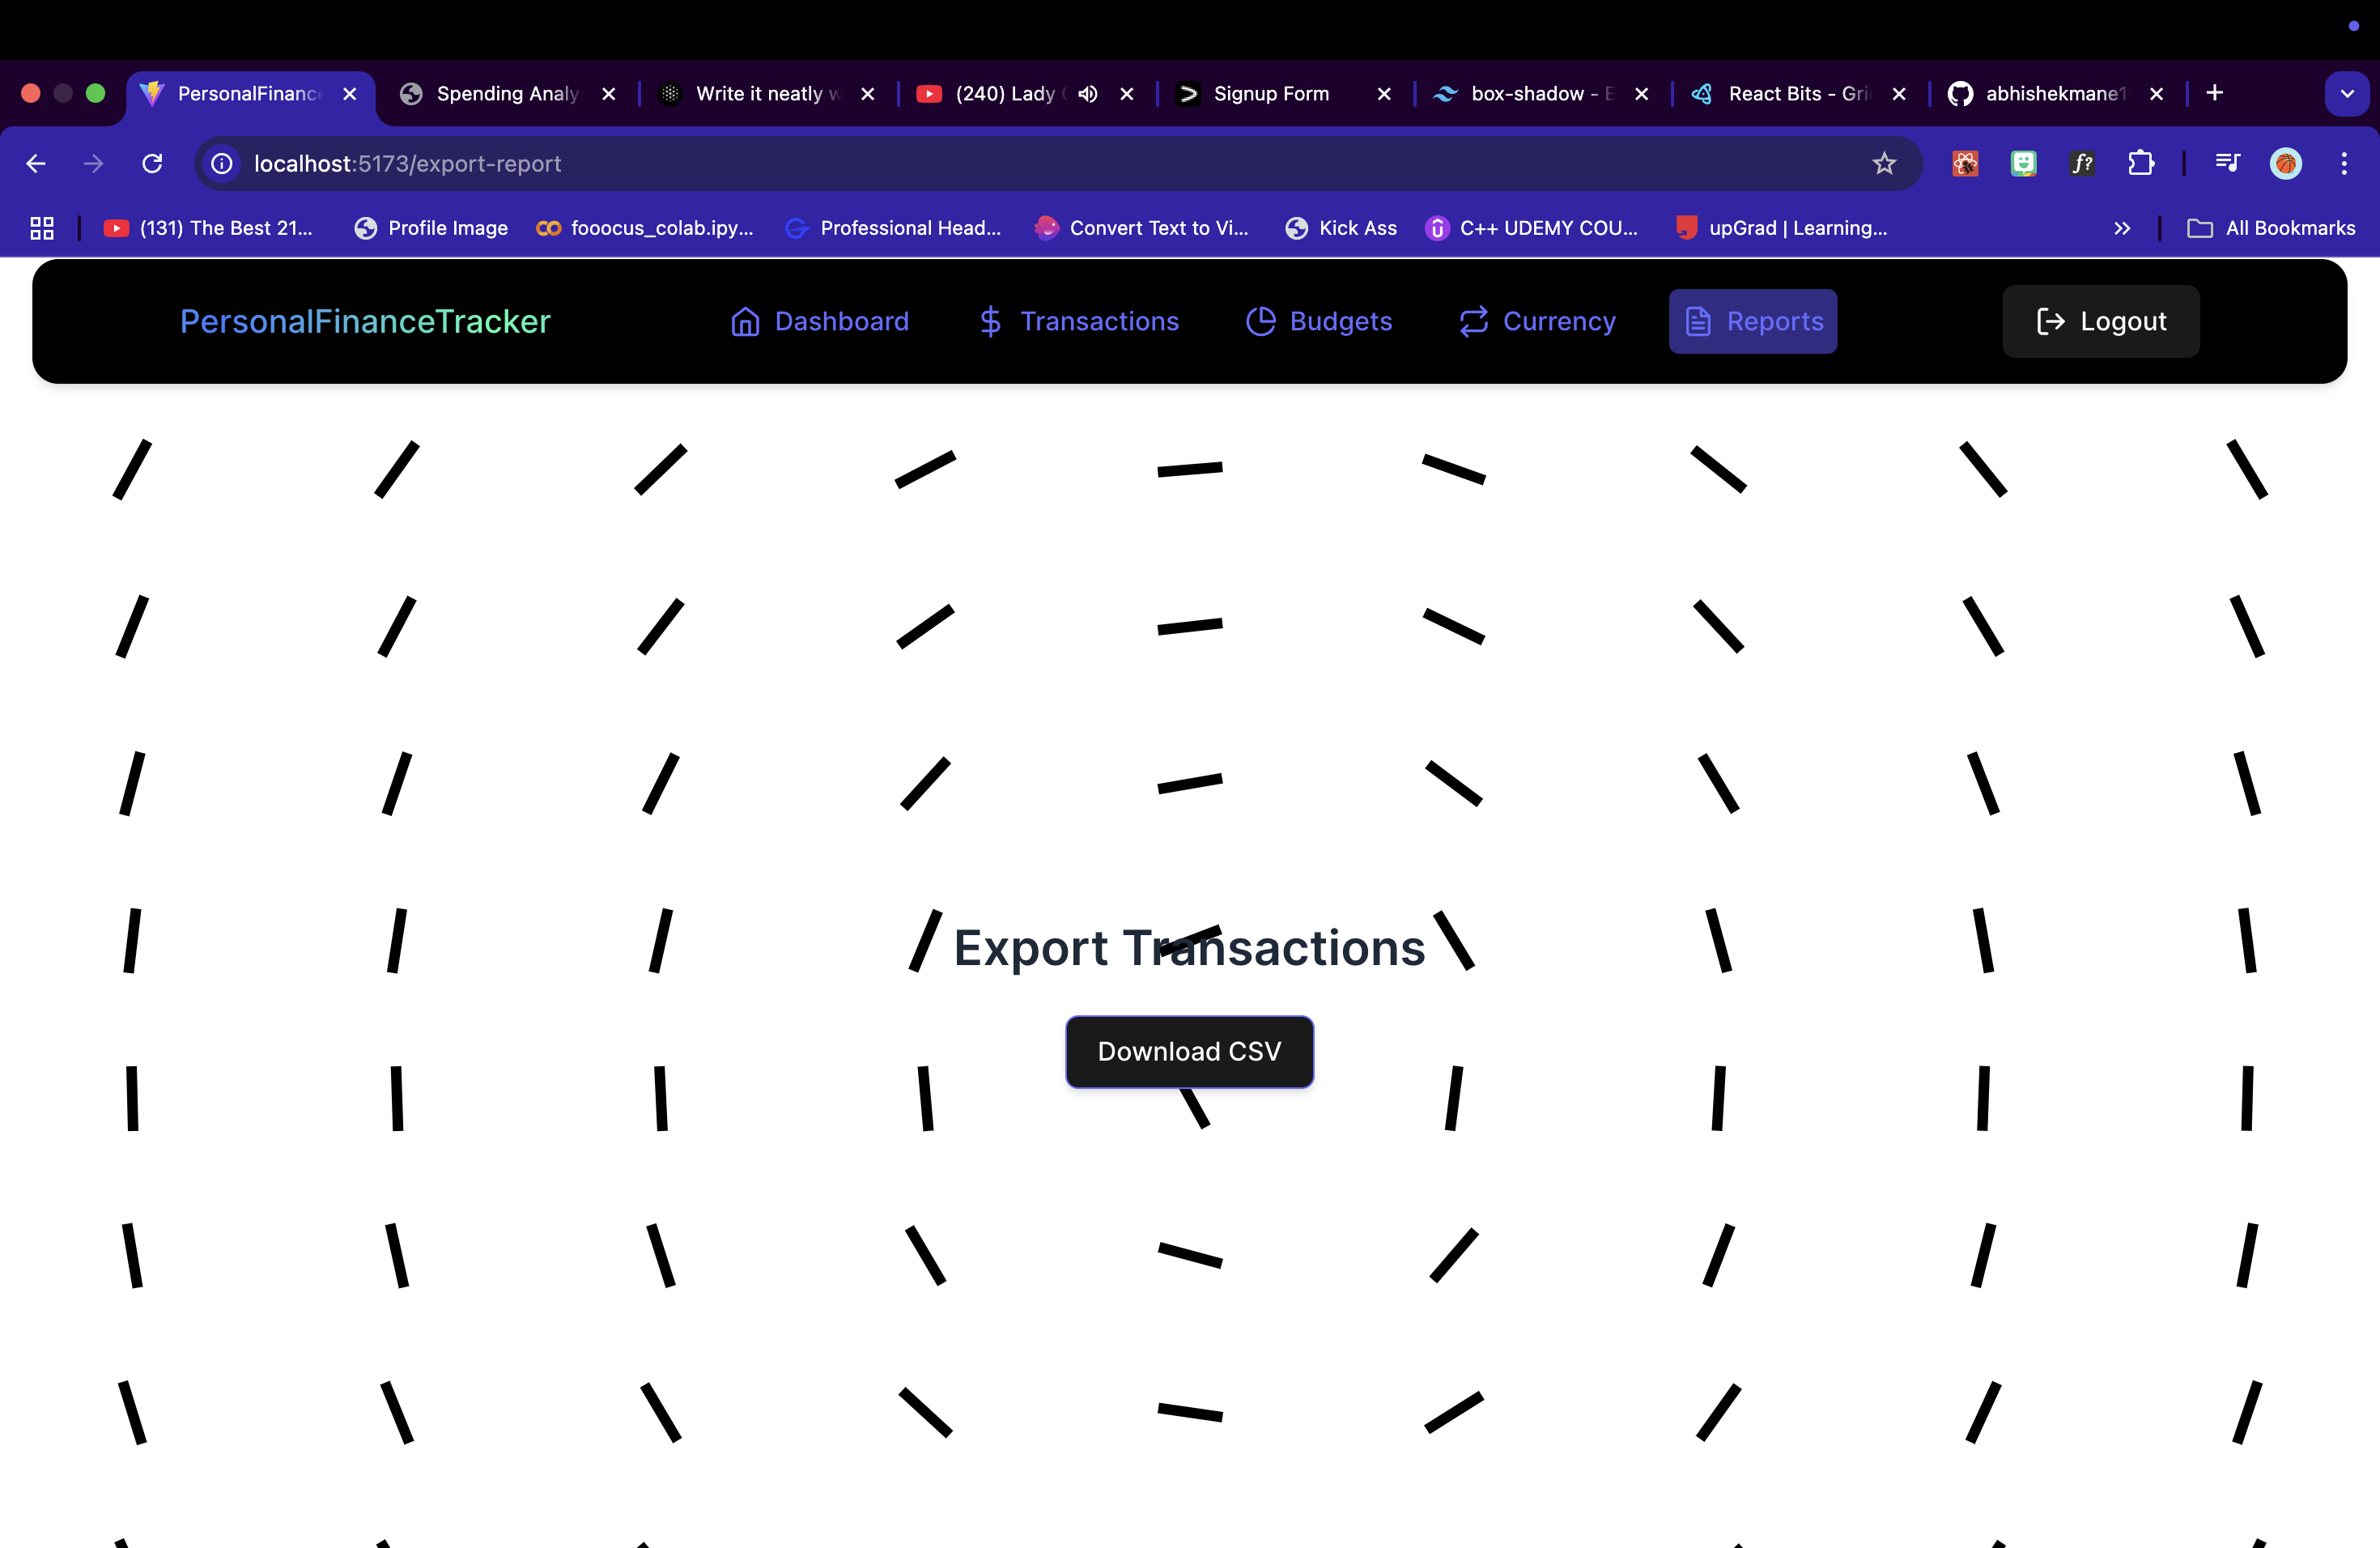 PersonalFinance
Spending Analy
Write it neatly w
(240) Lady
Signup Form
box-shadow - E
React Bits - Gri
abhishekmane1
localhost:5173/export-report
f?
(131) The Best 21...
Profile Image
fooocus_colab.ipy...
Professional Head...
Convert Text to Vi...
Kick Ass
C++ UDEMY COU...
upGrad | Learning...
All Bookmarks
PersonalFinanceTracker
Dashboard
Transactions
Budgets
Currency
Reports
Logout
Export Transactions
Download CSV